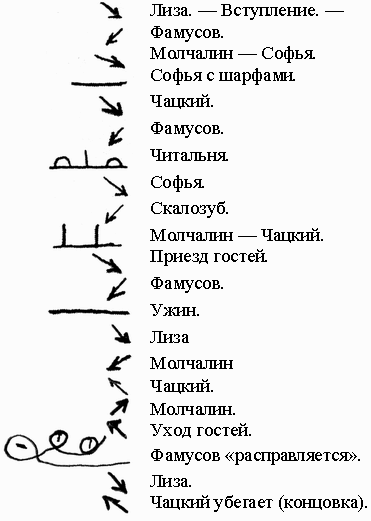 Лиза. — Вступление. —
Фамусов.
Молчалин — Софья.
Софья с шарфами.
Чацкий.
Фамусов.
Читальня.
Софья.
Скалозуб.
Молчалин — Чацкий.
Приезд гостей.
Фамусов.
Ужин.
Лиза
Молчалин
Чацкий.
Молчалин.
Уход гостей.
Фамусов «расправляется».
Лиза.
Чацкий убегает (концовка).